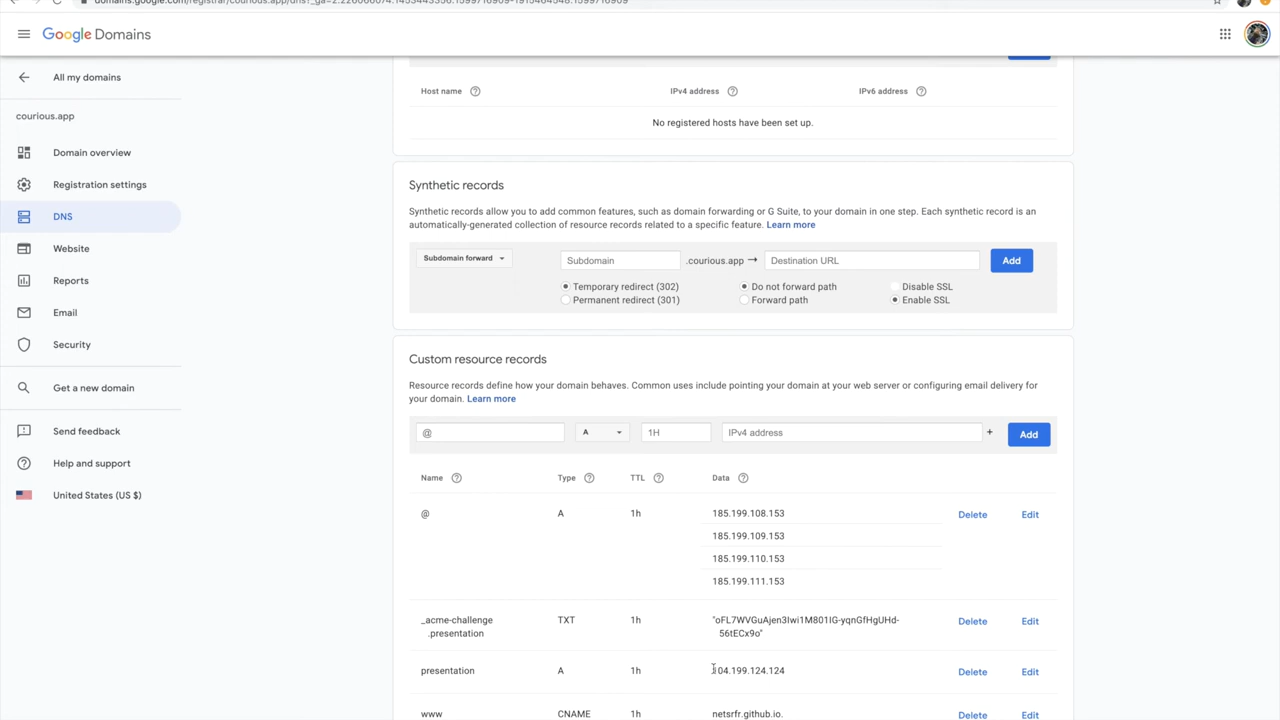 Google Domains
All my domains
courious.app
Domain overview
Registration settings
DNS
Website
Reports
Email
Security
Get a new domain
Send feedback
Help and support
United States (US $)
Host name
IPv4 address
IPv6 address
No registered hosts have been set up.
Synthetic records
Synthetic records allow you to add common features, such as domain forwarding or G Suite, to your domain in one step. Each synthetic record is an
automatically-generated collection of resource records related to a specific feature. Learn more
Subdomain forward
Subdomain
.courious.app →
Destination URL
Add
Temporary redirect (302)
Do not forward path
Disable SSL
Permanent redirect (301)
Forward path
Enable SSL
Custom resource records
Resource records define how your domain behaves. Common uses include pointing your domain at your web server or configuring email delivery for
your domain. Learn more
@
A
1H
IPv4 address
+
Add
Name
Type
TTL
Data
@
A
1h
185.199.108.153
Delete
Edit
185.199.109.153
185.199.110.153
185.199.111.153
_acme-challenge
.presentation
TXT
1h
"oFL7WVGuAjen3Iwi1M801IG-yqnGfHgUHd-
56tECx9o"
Delete
Edit
presentation
A
1h
04.199.124.124
Delete
Edit
www
CNAME
1h
netsrfr.github.io.
Delete
Edit